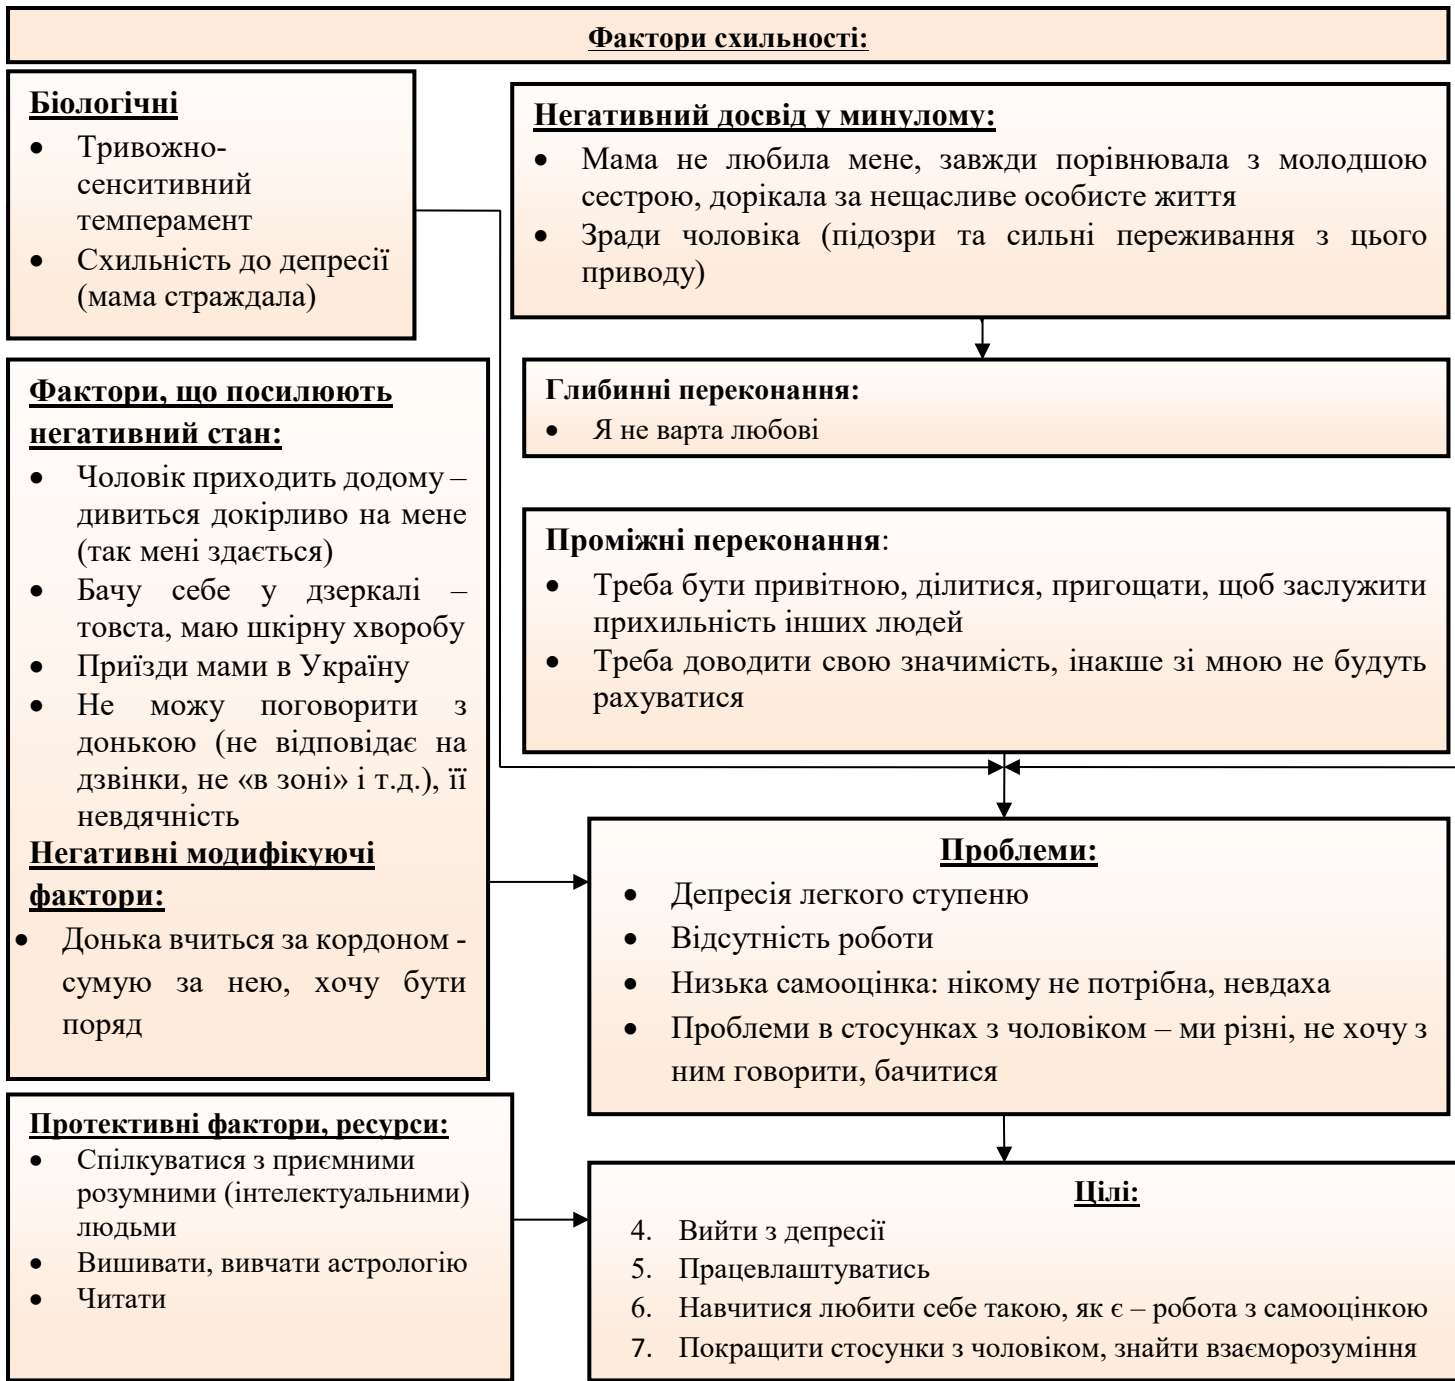 Фактори схильності:
Біологічні
• Тривожно-
сенситивний
темперамент
• Схильність до депресії
(мама страждала)
Негативний досвід у минулому:
• Мама не любила мене, завжди порівнювала з молодшою
сестрою, дорікала за нещасливе особисте життя
• Зради чоловіка (підозри та сильні переживання з цього
приводу)
Фактори, що посилюють
негативний стан:
• Чоловік приходить додому –
дивиться докірливо на мене
(так мені здається)
• Бачу себе у дзеркалі –
товста, маю шкірну хворобу
• Приїзди мами в Україну
• Не можу поговорити з
донькою (не відповідає на
дзвінки, не «в зоні» і т.д.), її
невдячність
Негативні модифікуючі
фактори:
• Донька вчиться за кордоном -
сумую за нею, хочу бути
поряд
Глибинні переконання:
• Я не варта любові
Проміжні переконання:
• Треба бути привітною, ділитися, пригощати, щоб заслужити
прихильність інших людей
• Треба доводити свою значимість, інакше зі мною не будуть
рахуватися
Проблеми:
• Депресія легкого ступеню
• Відсутність роботи
• Низька самооцінка: нікому не потрібна, невдаха
• Проблеми в стосунках з чоловіком – ми різні, не хочу з
ним говорити, бачитися
Протективні фактори, ресурси:
• Спілкуватися з приємними
розумними (інтелектуальними)
людьми
• Вишивати, вивчати астрологію
• Читати
Цілі:
4. Вийти з депресії
5. Працевлаштуватись
6. Навчитися любити себе такою, як є – робота з самооцінкою
7. Покращити стосунки з чоловіком, знайти взаєморозуміння